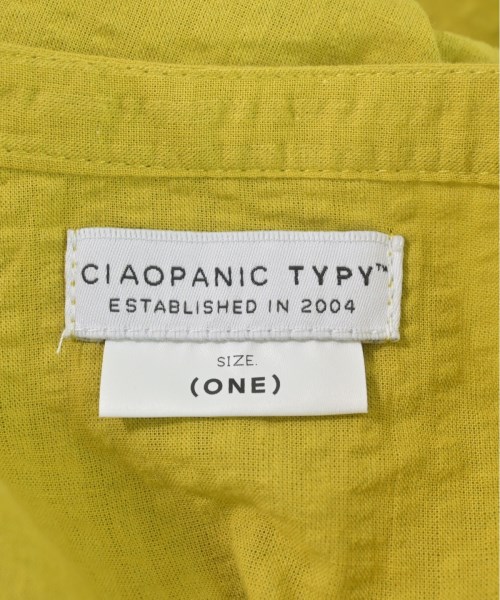 CIAOPANIC TYPY™
ESTABLISHED IN 2004
SIZE.
(ONE)